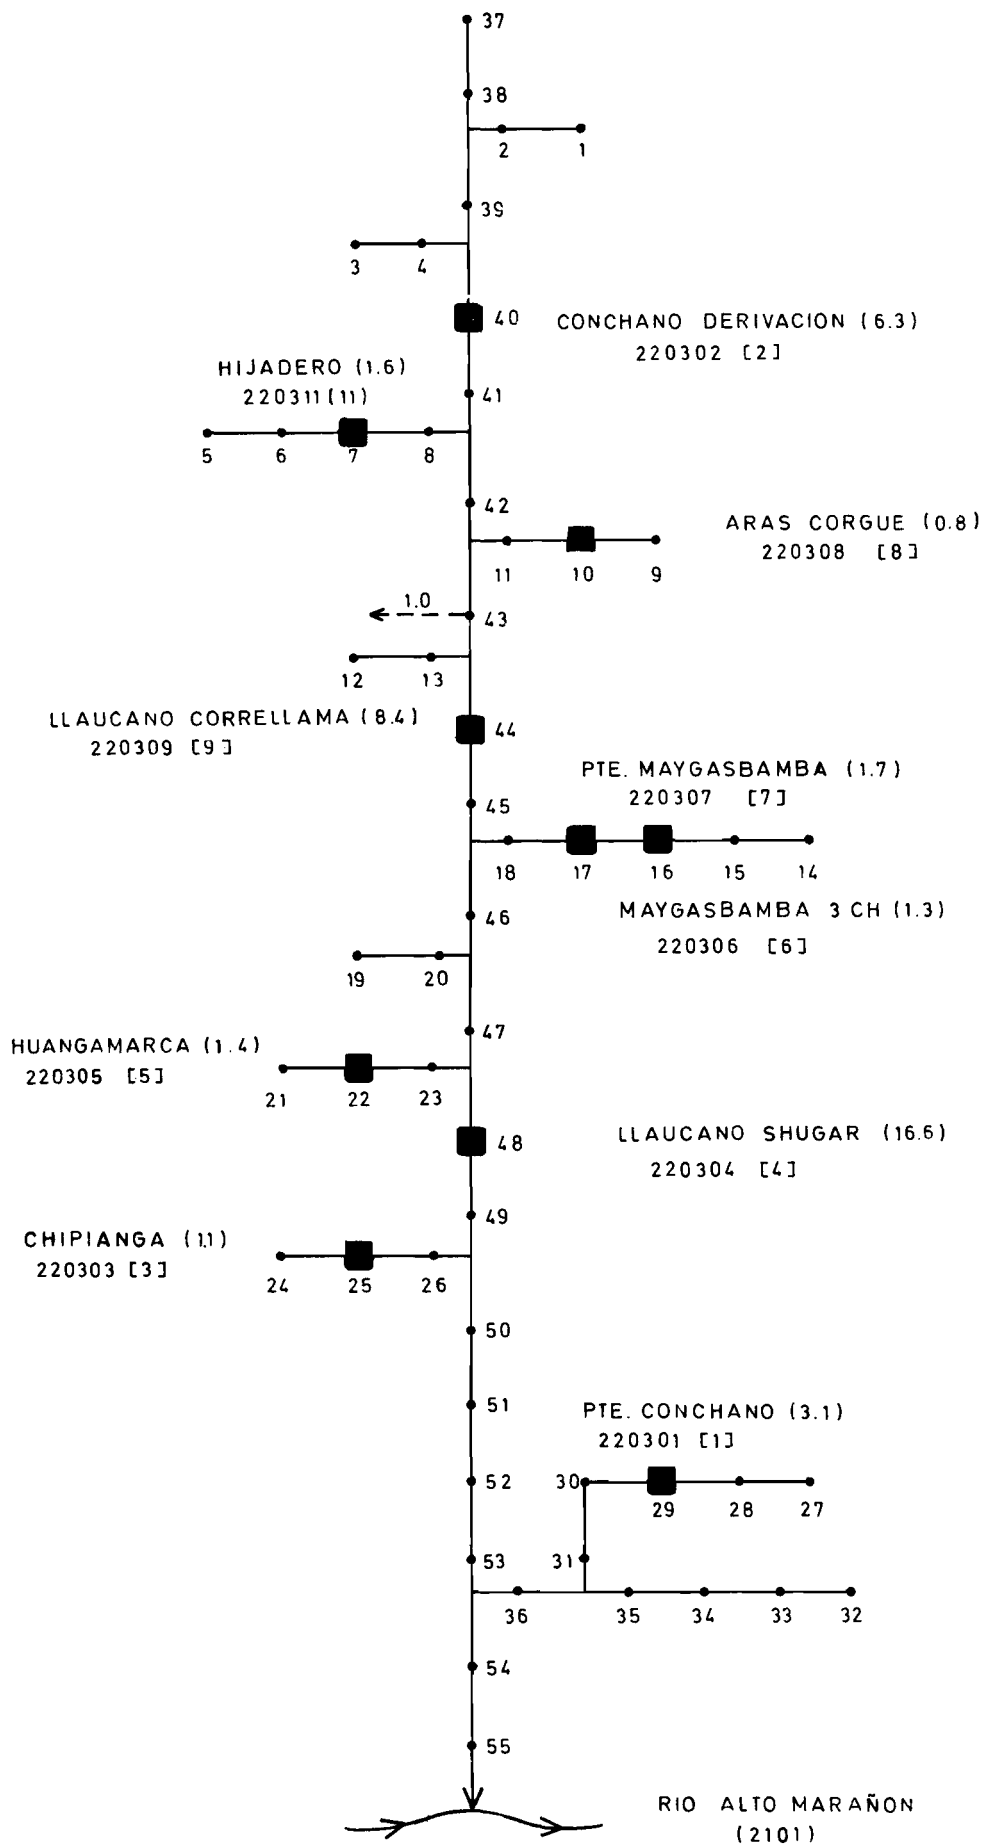 37
38
2 1
39
3 4
40 CONCHANO DERIVACION (6.3)
220302 [2]
HIJADERO (1.6)
220311(11)
41
5 6 7 8
42
ARAS CORGUE (0.8)
220308 [8]
11 10 9
1.0
43
12 13
LLAUCANO CORRELLAMA (8.4)
220309 [9]
44
PTE. MAYGASBAMBA (1.7)
220307 [7]
45
18 17 16 15 14
MAYGASBAMBA 3 CH (1.3)
220306 [6]
46
19 20
47
HUANGAMARCA (1.4)
220305 [5]
21 22 23
48
LLAUCANO SHUGAR (16.6)
220304 [4]
49
CHIPIANGA (1.1)
220303 [3]
24 25 26
50
51
PTE. CONCHANO (3.1)
220301 [1]
52
30
29 28 27
53
31
36 35 34 33 32
54
55
RIO ALTO MARAÑON
(2101)